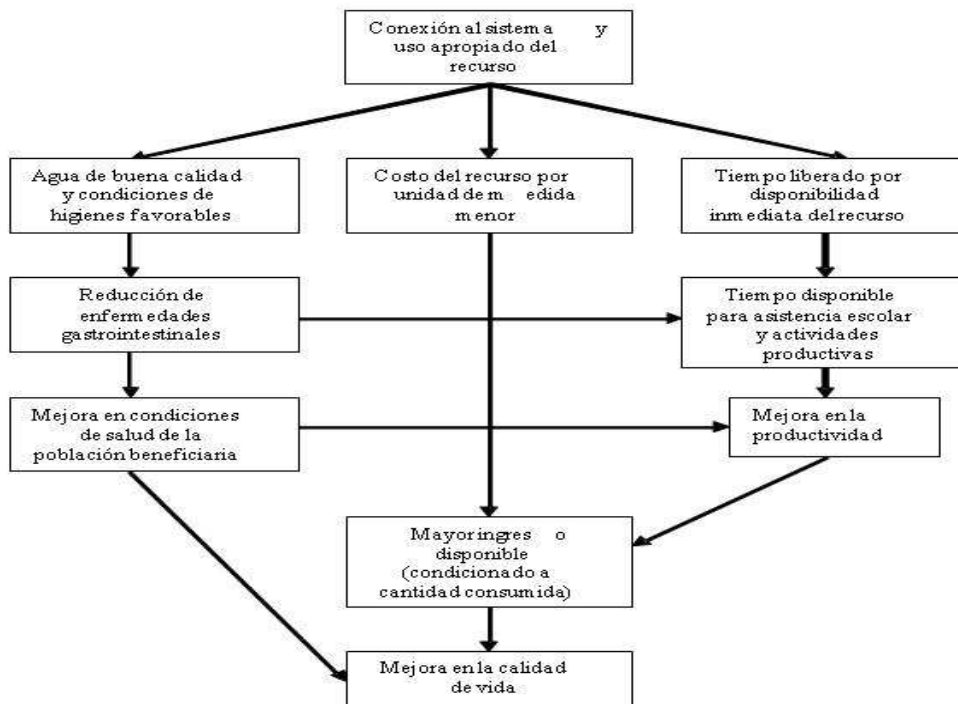 Conexión al sistema y
uso apropiado del
recurso
Agua de buena calidad
y condiciones de
higienes favorables
Costo del recurso por
unidad de medida
menor
Tiempo liberado por
disponibilidad
inmediata del recurso
Reducción de
enfermedades
gastrointestinales
Tiempo disponible
para asistencia escolar
y actividades
productivas
Mejora en condiciones
de salud de la
población beneficiaria
Mejora en la
productividad
Mayor ingreso
disponible
(condicionado a
cantidad consumida)
Mejora en la calidad
de vida